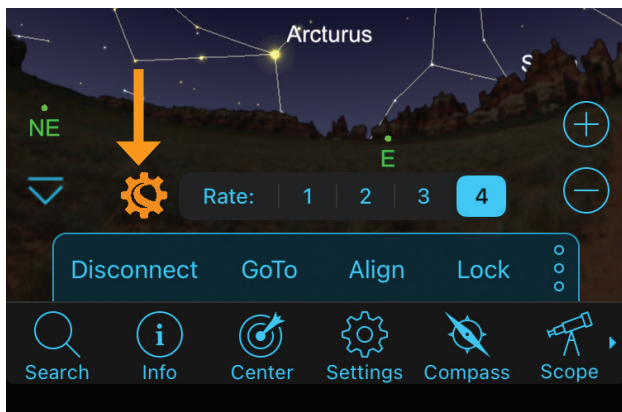 Arcturus
S
NE
E
Rate: 1 2 3 4
Disconnect GoTo Align Lock
Search Info Center Settings Compass Scope